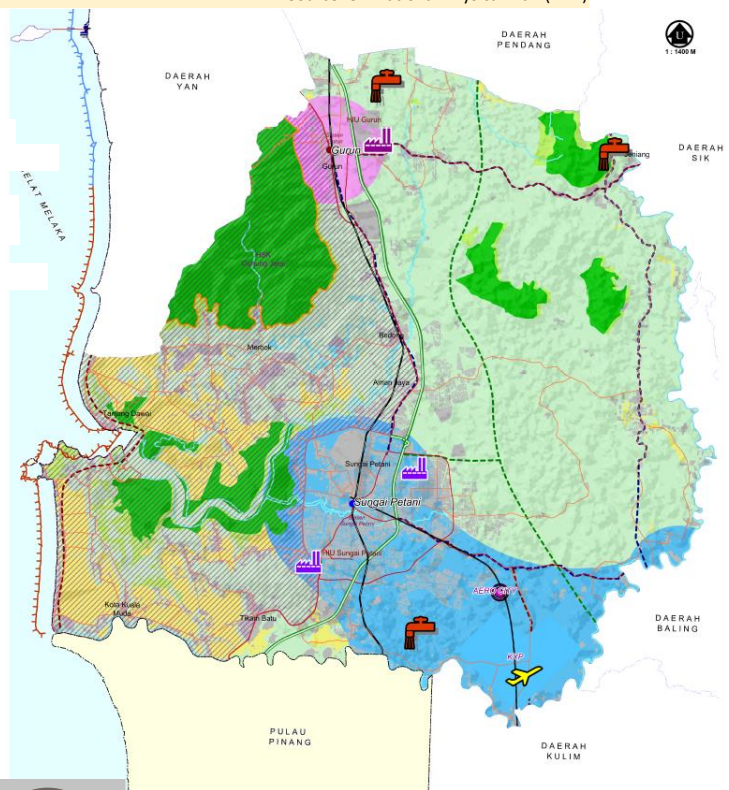 DAERAH
PENDANG
U
1 : 1400 M
DAERAH
YAN
HIU Gurun
Gurun
Gurun
Jeniang
DAERAH
SIK
SELAT MELAKA
Merbok
Bedong
Aman Jaya
Tanjung Dawai
Sungai Petani
Sungai Petani
HIU Sungai Petani
AERO CITY
Kota Kuala
Muda
Tikam Batu
DAERAH
BALING
KXP
PULAU
PINANG
DAERAH
KULIM